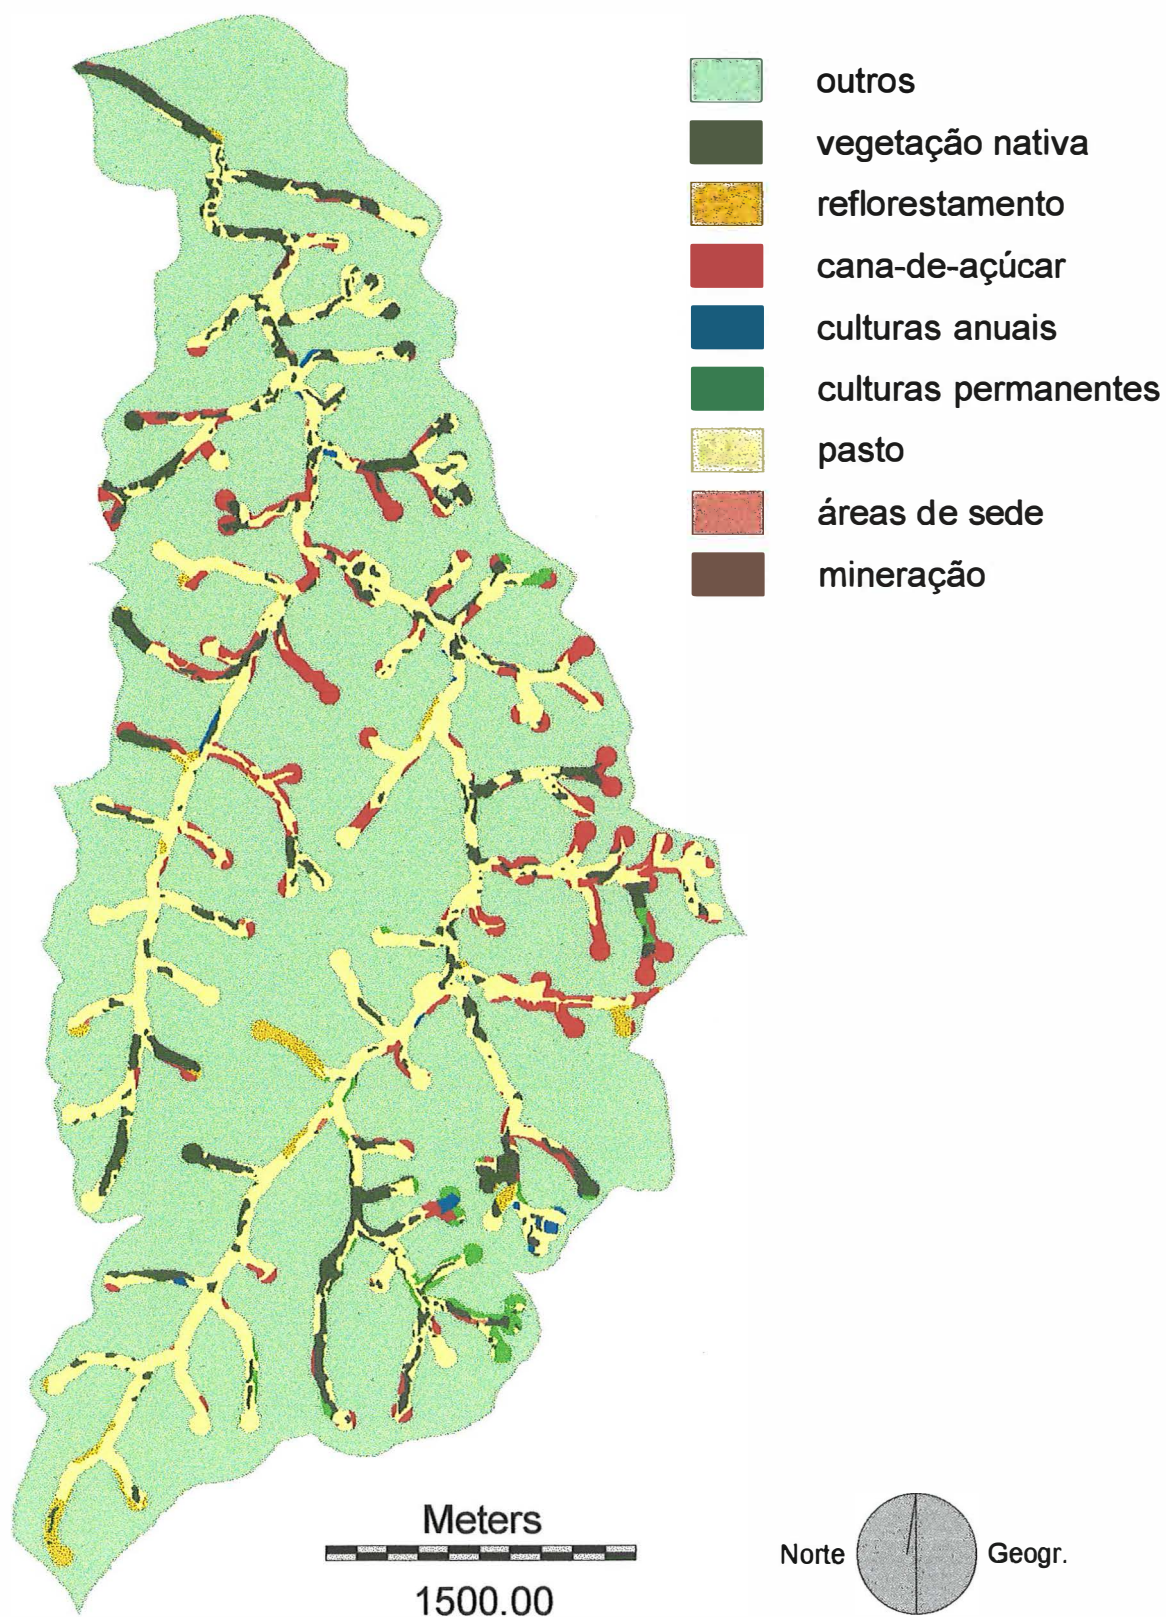 outros
vegetação nativa
reflorestamento
cana-de-açúcar
culturas anuais
culturas permanentes
pasto
áreas de sede
mineração
Meters
1500.00
Norte
Geogr.